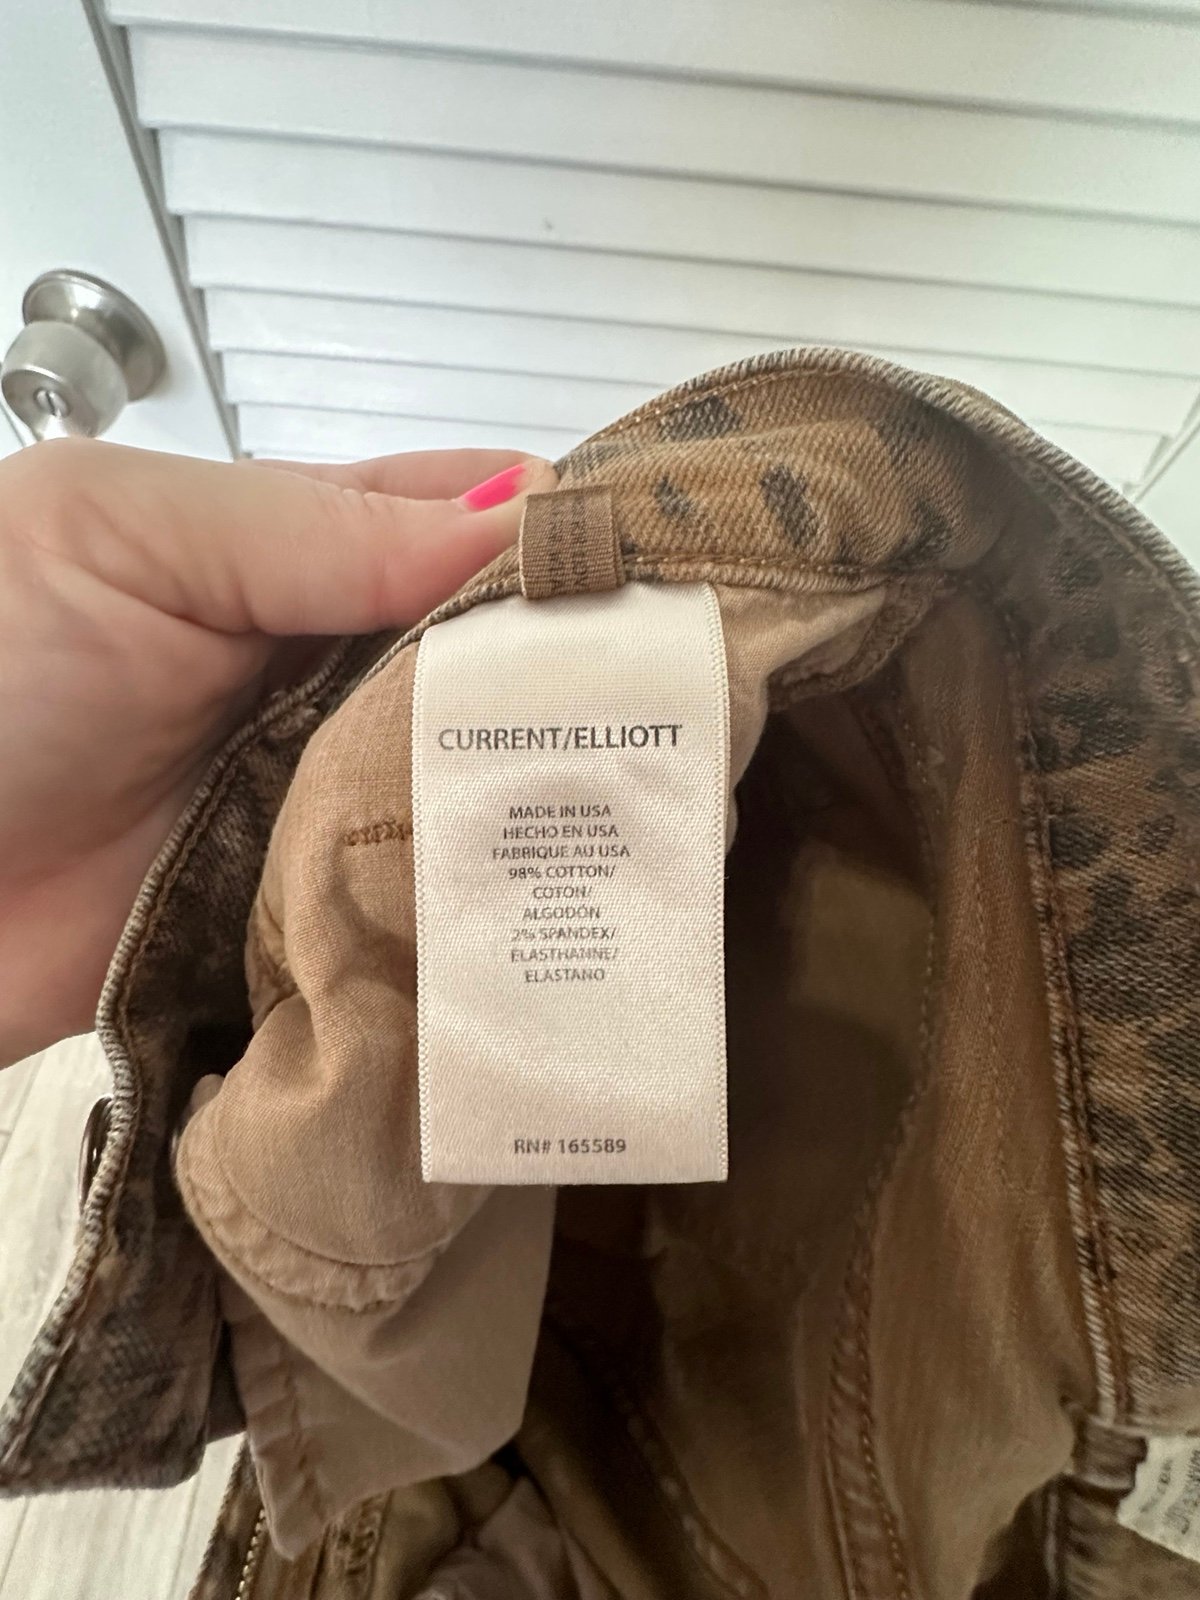 CURRENT/ELLIOTT
MADE IN USA
HECHO EN USA
FABRIQUE AU USA
98% COTTON/
COTON/
ALGODÓN
2% SPANDEX/
ELASTHANNE/
ELASTANO
RN# 165589